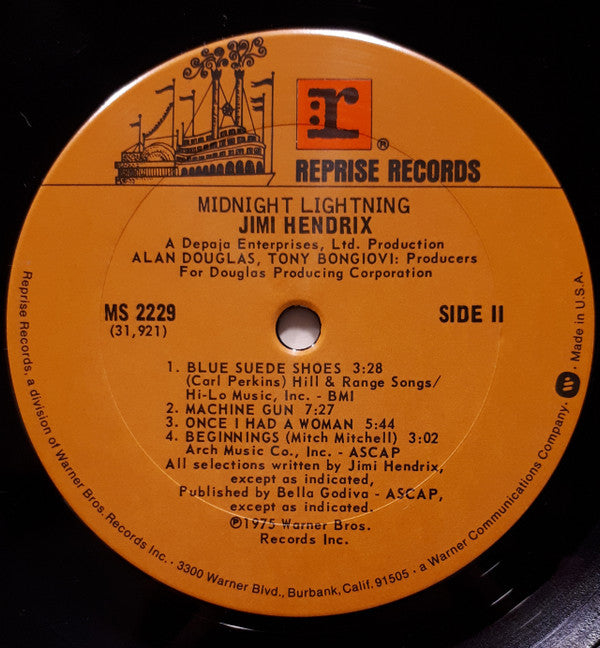 r ®
REPRISE RECORDS
MIDNIGHT LIGHTNING
JIMI HENDRIX
A Depaja Enterprises, Ltd. Production
ALAN DOUGLAS, TONY BONGIOVI: Producers
For Douglas Producing Corporation
MS 2229
(31,921)
SIDE II
1. BLUE SUEDE SHOES 3:28
(Carl Perkins) Hill & Range Songs/
Hi-Lo Music, Inc. - BMI
2. MACHINE GUN 7:27
3. ONCE I HAD A WOMAN 5:44
4. BEGINNINGS (Mitch Mitchell) 3:02
Arch Music Co., Inc. - ASCAP
All selections written by Jimi Hendrix,
except as indicated,
Published by Bella Godiva - ASCAP,
except as indicated.
℗1975 Warner Bros.
Records Inc.
Reprise Records, a division of Warner Bros. Records Inc. · 3300 Warner Blvd., Burbank, Calif. 91505 · a Warner Communications Company · Made in U.S.A.